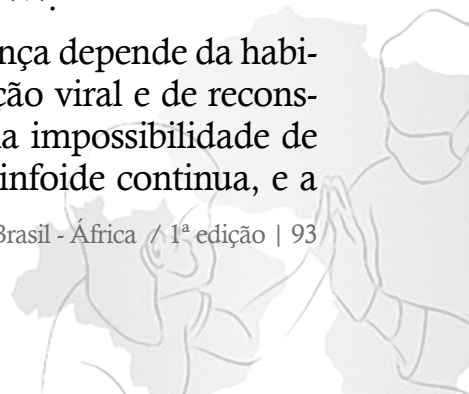 nça depende da habi-
ção viral e de recons-
a impossibilidade de
infoide continua, e a
Brasil - África / 1ª edição | 93